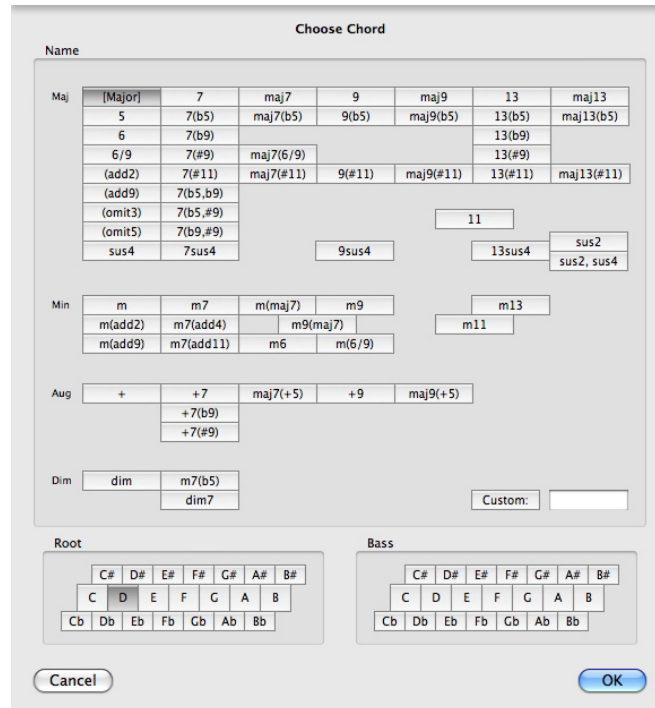 Choose Chord
Name
Maj [Major] 7 maj7 9 maj9 13 maj13
5 7(b5) maj7(b5) 9(b5) maj9(b5) 13(b5) maj13(b5)
6 7(b9) 13(b9)
6/9 7(#9) maj7(6/9) 13(#9)
(add2) 7(#11) maj7(#11) 9(#11) maj9(#11) 13(#11) maj13(#11)
(add9) 7(b5,b9)
(omit3) 7(b5,#9) 11
(omit5) 7(b9,#9)
sus4 7sus4 9sus4 13sus4 sus2
sus2, sus4
Min m m7 m(maj7) m9 m13
m(add2) m7(add4) m9(maj7) m11
m(add9) m7(add11) m6 m(6/9)
Aug + +7 maj7(+5) +9 maj9(+5)
+7(b9)
+7(#9)
Dim dim m7(b5)
dim7 Custom:
Root Bass
C# D# E# F# G# A# B# C# D# E# F# G# A# B#
C D E F G A B C D E F G A B
Cb Db Eb Fb Gb Ab Bb Cb Db Eb Fb Gb Ab Bb
Cancel OK